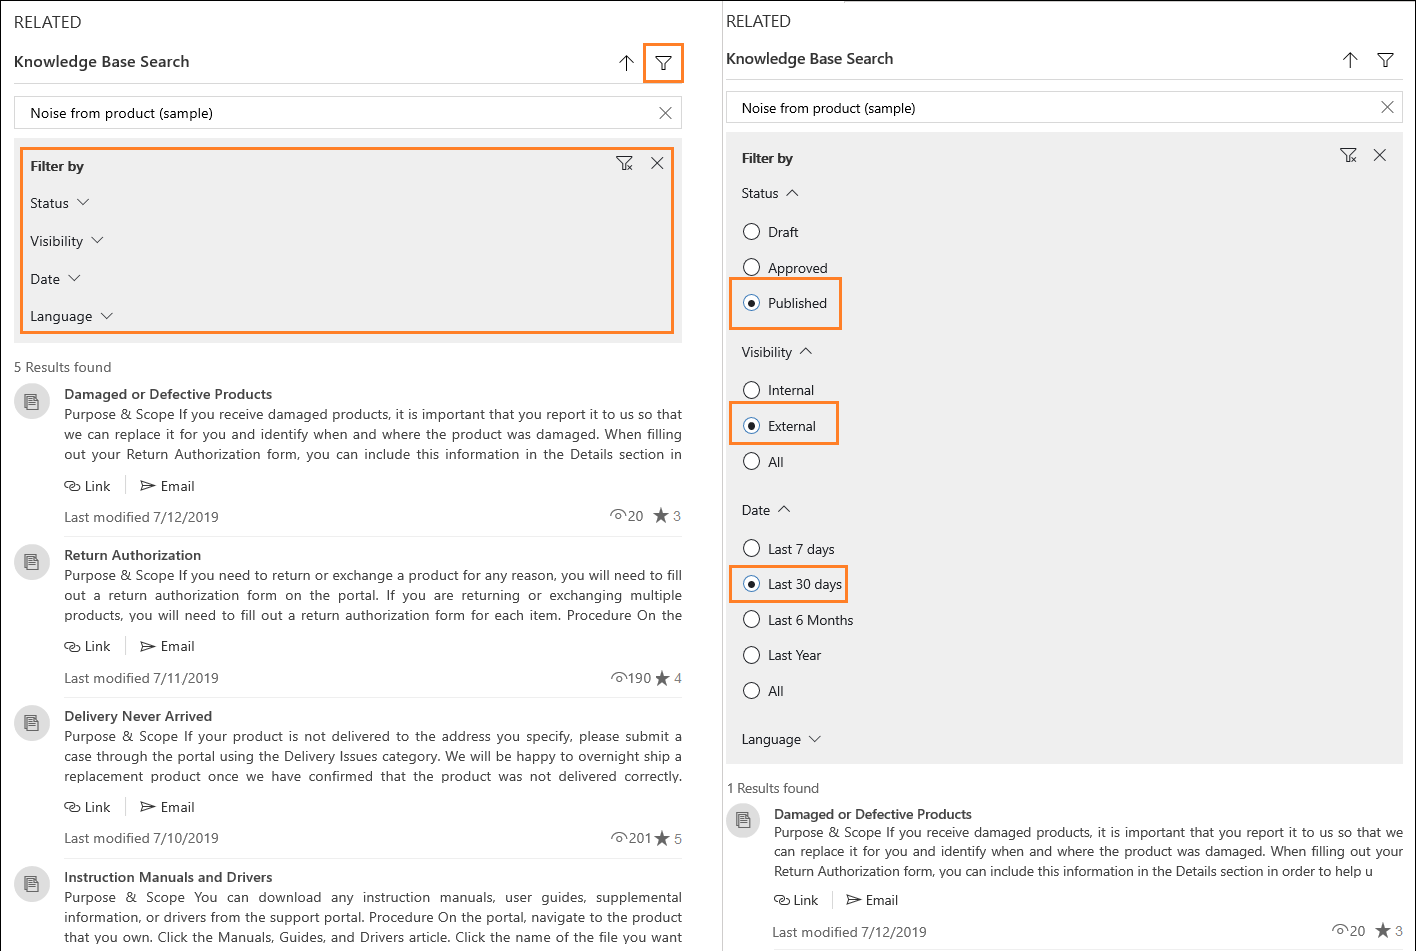 RELATED
Knowledge Base Search
Noise from product (sample)
Filter by
Status
Visibility
Date
Language
5 Results found
Damaged or Defective Products
Purpose & Scope If you receive damaged products, it is important that you report it to us so that
we can replace it for you and identify when and where the product was damaged. When filling
out your Return Authorization form, you can include this information in the Details section in
Link Email
Last modified 7/12/2019 20 3
Return Authorization
Purpose & Scope If you need to return or exchange a product for any reason, you will need to fill
out a return authorization form on the portal. If you are returning or exchanging multiple
products, you will need to fill out a return authorization form for each item. Procedure On the
Link Email
Last modified 7/11/2019 190 4
Delivery Never Arrived
Purpose & Scope If your product is not delivered to the address you specify, please submit a
case through the portal using the Delivery Issues category. We will be happy to overnight ship a
replacement product once we have confirmed that the product was not delivered correctly.
Link Email
Last modified 7/10/2019 201 5
Instruction Manuals and Drivers
Purpose & Scope You can download any instruction manuals, user guides, supplemental
information, or drivers from the support portal. Procedure On the portal, navigate to the product
that you own. Click the Manuals, Guides, and Drivers article. Click the name of the file you want
RELATED
Knowledge Base Search
Noise from product (sample)
Filter by
Status
Draft
Approved
Published
Visibility
Internal
External
All
Date
Last 7 days
Last 30 days
Last 6 Months
Last Year
All
Language
1 Results found
Damaged or Defective Products
Purpose & Scope If you receive damaged products, it is important that you report it to us so that we
can replace it for you and identify when and where the product was damaged. When filling out your
Return Authorization form, you can include this information in the Details section in order to help u
Link Email
Last modified 7/12/2019 20 3